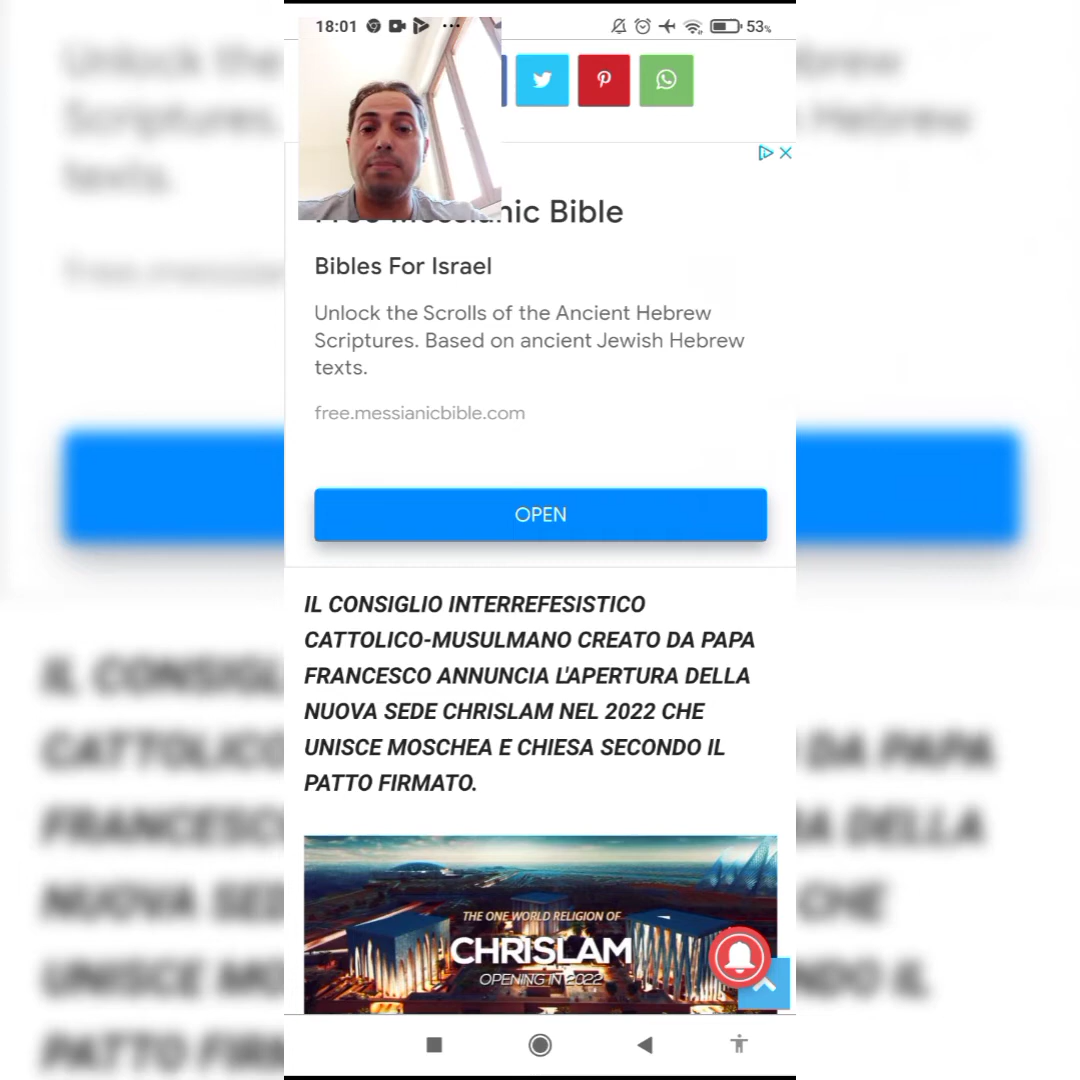 18:01
53%
nic Bible
Bibles For Israel
Unlock the Scrolls of the Ancient Hebrew
Scriptures. Based on ancient Jewish Hebrew
texts.
free.messianicbible.com
OPEN
IL CONSIGLIO INTERREFESISTICO
CATTOLICO-MUSULMANO CREATO DA PAPA
FRANCESCO ANNUNCIA L'APERTURA DELLA
NUOVA SEDE CHRISLAM NEL 2022 CHE
UNISCE MOSCHEA E CHIESA SECONDO IL
PATTO FIRMATO.
THE ONE WORLD RELIGION OF
CHRISLAM
OPENING IN 2022